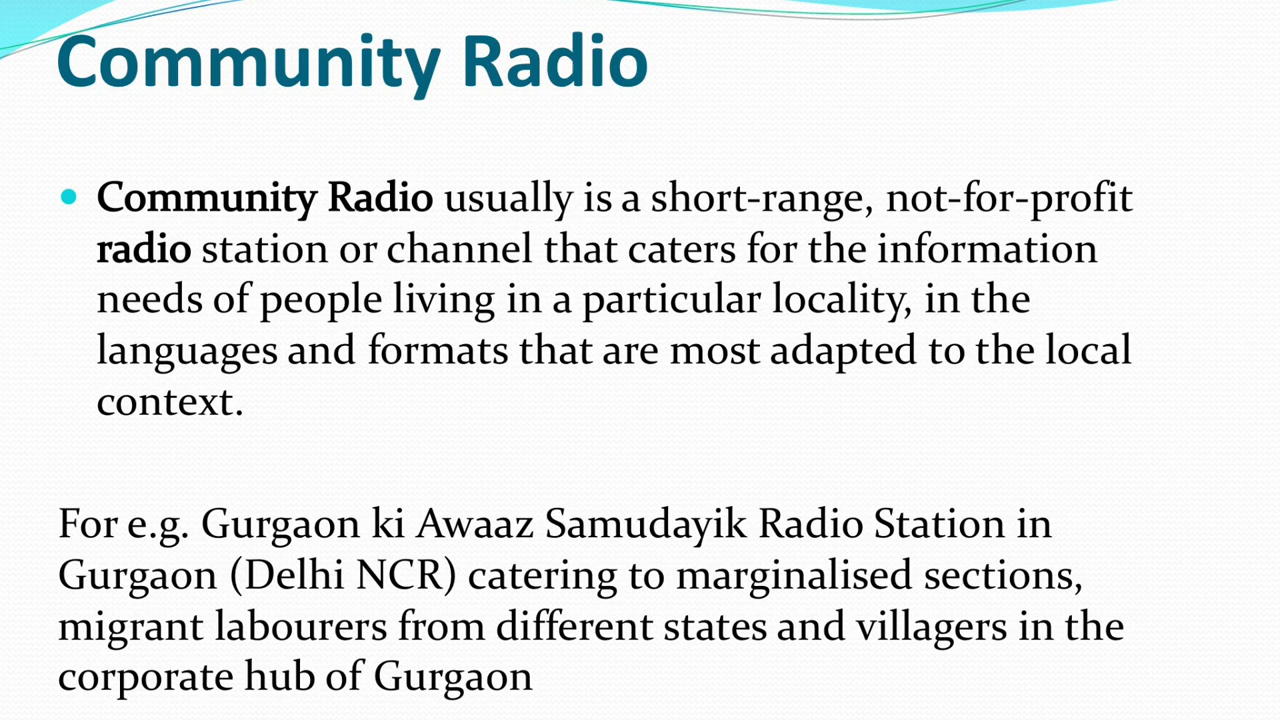 Community Radio
• Community Radio usually is a short-range, not-for-profit
radio station or channel that caters for the information
needs of people living in a particular locality, in the
languages and formats that are most adapted to the local
context.
For e.g. Gurgaon ki Awaaz Samudayik Radio Station in
Gurgaon (Delhi NCR) catering to marginalised sections,
migrant labourers from different states and villagers in the
corporate hub of Gurgaon